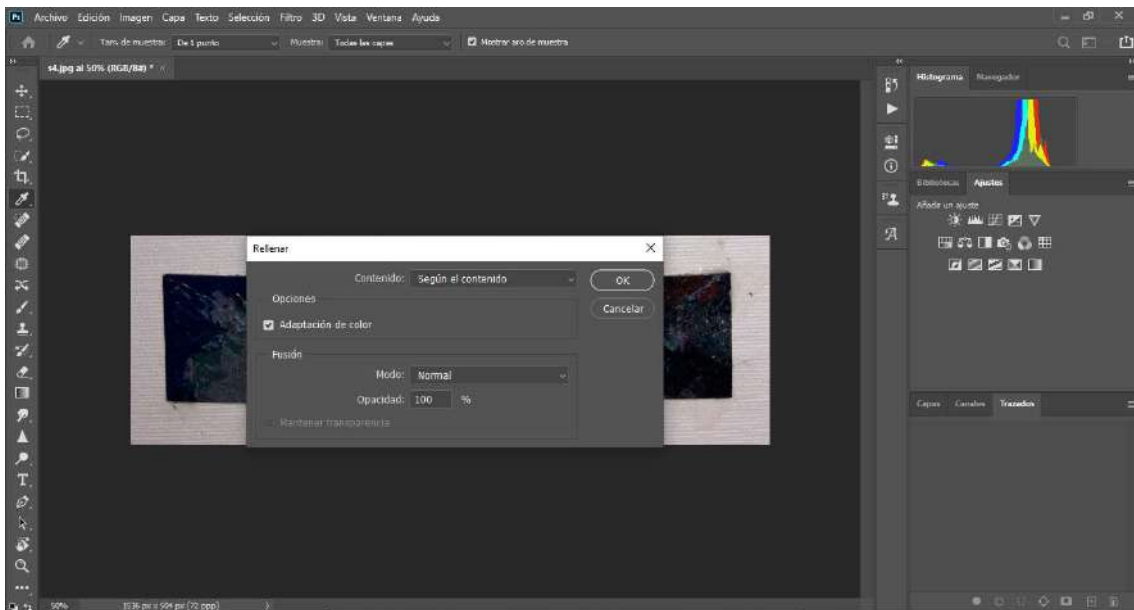 Ps Archivo Edición Imagen Capa Texto Selección Filtro 3D Vista Ventana Ayuda
Tam. de muestra: De 1 punto Muestra: Todas las capas Mostrar aro de muestra
s4.jpg al 50% (RGB/8#) *
Histograma Navegador
Bibliotecas Ajustes
Añadir un ajuste
Rellenar
Contenido: Según el contenido
OK
Opciones
Cancelar
Adaptación de color
Fusión
Modo: Normal
Opacidad: 100 %
Mantener transparencia
Capas Canales Trazados
50% 1536 px x 504 px (72 ppp)